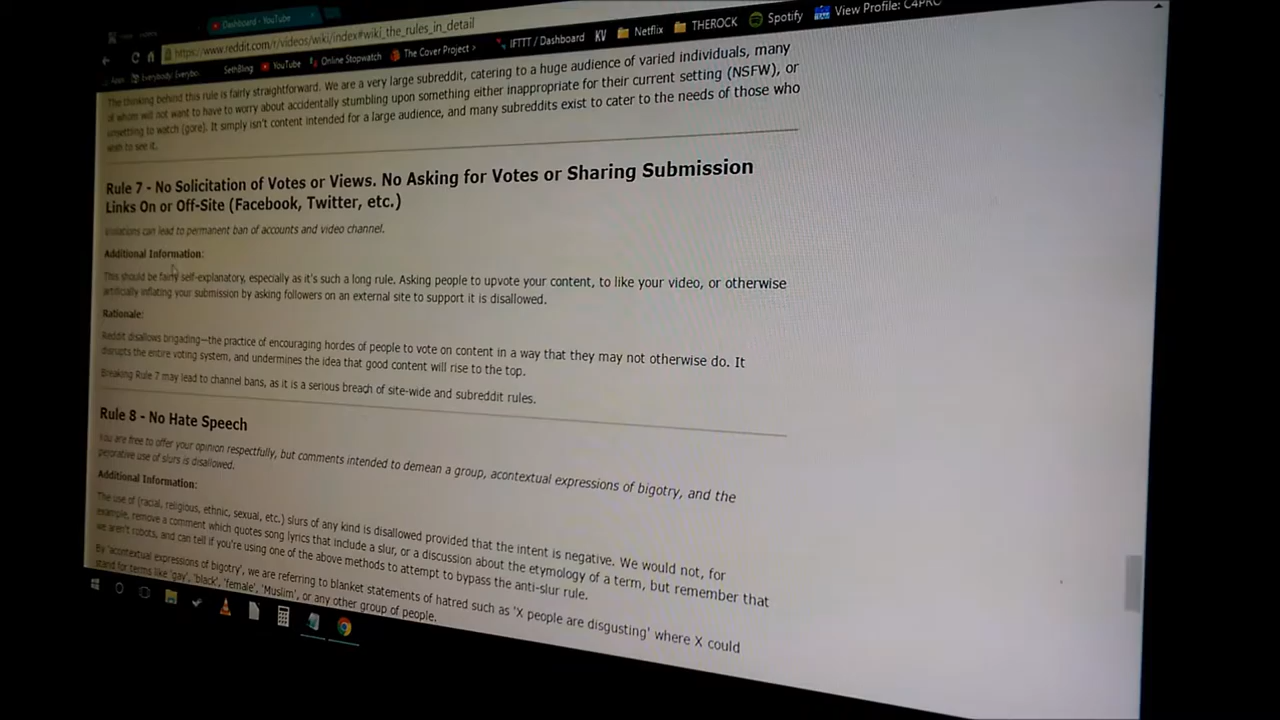 Dashboard - YouTube
https://www.reddit.com/r/videos/wiki/index#wiki_the_rules_in_detail
Apps Everybody Everybo. SethBling YouTube Online Stopwatch The Cover Project > IFTTT / Dashboard KV Netflix THEROCK Spotify View Profile: C4PRC
The thinking behind this rule is fairly straightforward. We are a very large subreddit, catering to a huge audience of varied individuals, many
of whom will not want to have to worry about accidentally stumbling upon something either inappropriate for their current setting (NSFW), or
upsetting to watch (gore). It simply isn't content intended for a large audience, and many subreddits exist to cater to the needs of those who
wish to see it.
Rule 7 - No Solicitation of Votes or Views. No Asking for Votes or Sharing Submission
Links On or Off-Site (Facebook, Twitter, etc.)
Violations can lead to permanent ban of accounts and video channel.
Additional Information:
This should be fairly self-explanatory, especially as it's such a long rule. Asking people to upvote your content, to like your video, or otherwise
artificially inflating your submission by asking followers on an external site to support it is disallowed.
Rationale:
Reddit disallows brigading—the practice of encouraging hordes of people to vote on content in a way that they may not otherwise do. It
disrupts the entire voting system, and undermines the idea that good content will rise to the top.
Breaking Rule 7 may lead to channel bans, as it is a serious breach of site-wide and subreddit rules.
Rule 8 - No Hate Speech
You are free to offer your opinion respectfully, but comments intended to demean a group, acontextual expressions of bigotry, and the
pejorative use of slurs is disallowed.
Additional Information:
The use of (racial, religious, ethnic, sexual, etc.) slurs of any kind is disallowed provided that the intent is negative. We would not, for
example, remove a comment which quotes song lyrics that include a slur, or a discussion about the etymology of a term, but remember that
we aren't robots, and can tell if you're using one of the above methods to attempt to bypass the anti-slur rule.
By 'acontextual expressions of bigotry', we are referring to blanket statements of hatred such as 'X people are disgusting' where X could
stand for terms like 'gay', 'black', 'female', 'Muslim', or any other group of people.